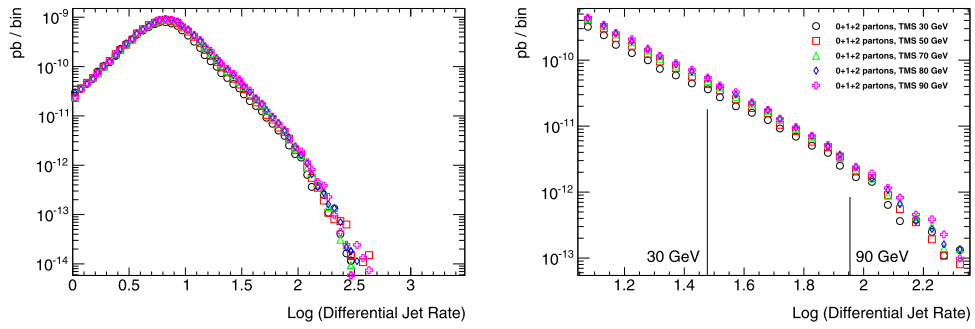 pb / bin
10^-9
10^-10
10^-11
10^-12
10^-13
10^-14
0 0.5 1 1.5 2 2.5 3
Log (Differential Jet Rate)
pb / bin
10^-10
10^-11
10^-12
10^-13
0+1+2 partons, TMS 30 GeV
0+1+2 partons, TMS 50 GeV
0+1+2 partons, TMS 70 GeV
0+1+2 partons, TMS 80 GeV
0+1+2 partons, TMS 90 GeV
30 GeV
90 GeV
1.2 1.4 1.6 1.8 2 2.2
Log (Differential Jet Rate)